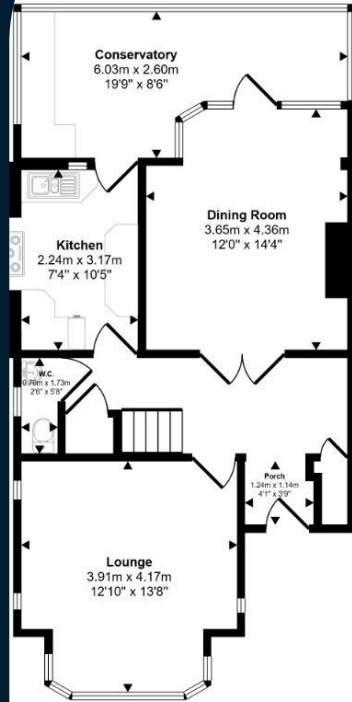 Conservatory
6.03m x 2.60m
19'9" x 8'6"
Dining Room
3.65m x 4.36m
12'0" x 14'4"
Kitchen
2.24m x 3.17m
7'4" x 10'5"
W.C.
0.78m x 1.73m
2'6" x 5'8"
Porch
1.24m x 1.14m
4'1" x 3'9"
Lounge
3.91m x 4.17m
12'10" x 13'8"